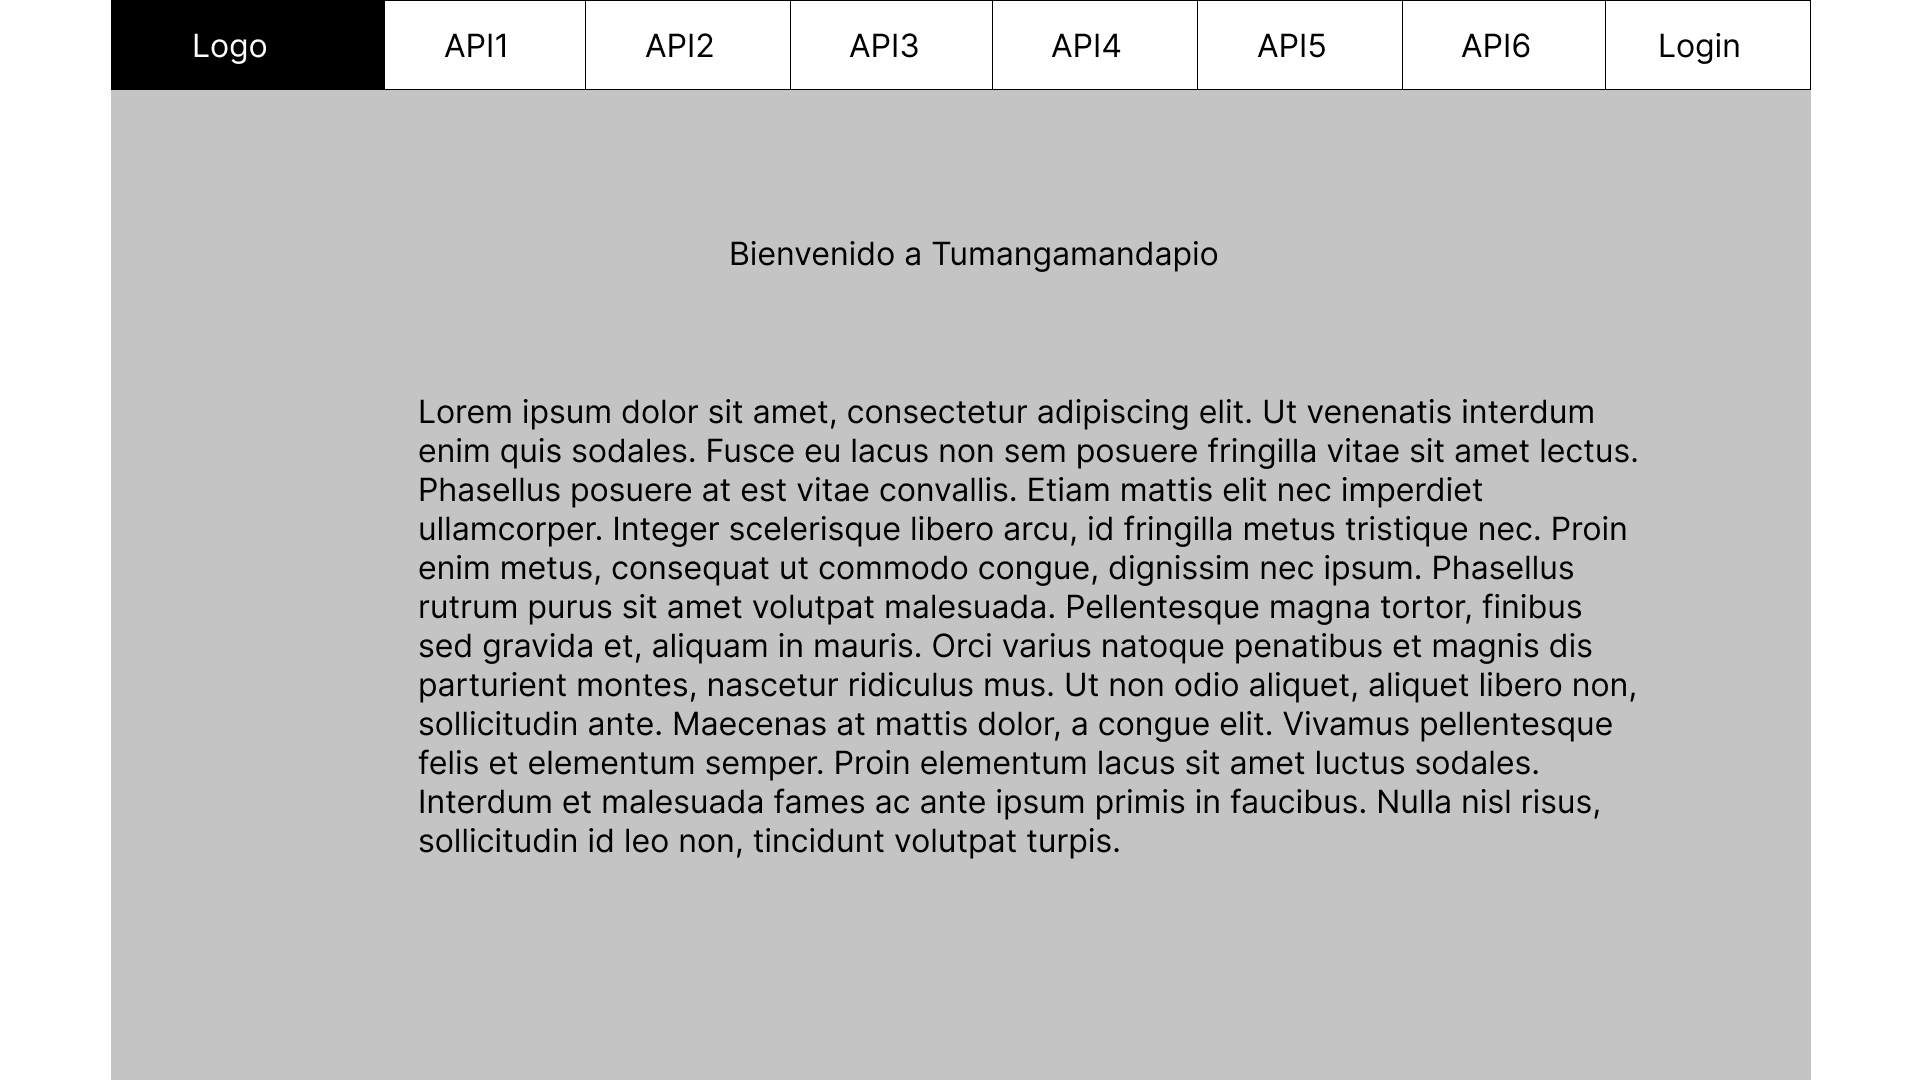 Logo API1 API2 API3 API4 API5 API6 Login
Bienvenido a Tumangamandapio
Lorem ipsum dolor sit amet, consectetur adipiscing elit. Ut venenatis interdum
enim quis sodales. Fusce eu lacus non sem posuere fringilla vitae sit amet lectus.
Phasellus posuere at est vitae convallis. Etiam mattis elit nec imperdiet
ullamcorper. Integer scelerisque libero arcu, id fringilla metus tristique nec. Proin
enim metus, consequat ut commodo congue, dignissim nec ipsum. Phasellus
rutrum purus sit amet volutpat malesuada. Pellentesque magna tortor, finibus
sed gravida et, aliquam in mauris. Orci varius natoque penatibus et magnis dis
parturient montes, nascetur ridiculus mus. Ut non odio aliquet, aliquet libero non,
sollicitudin ante. Maecenas at mattis dolor, a congue elit. Vivamus pellentesque
felis et elementum semper. Proin elementum lacus sit amet luctus sodales.
Interdum et malesuada fames ac ante ipsum primis in faucibus. Nulla nisl risus,
sollicitudin id leo non, tincidunt volutpat turpis.